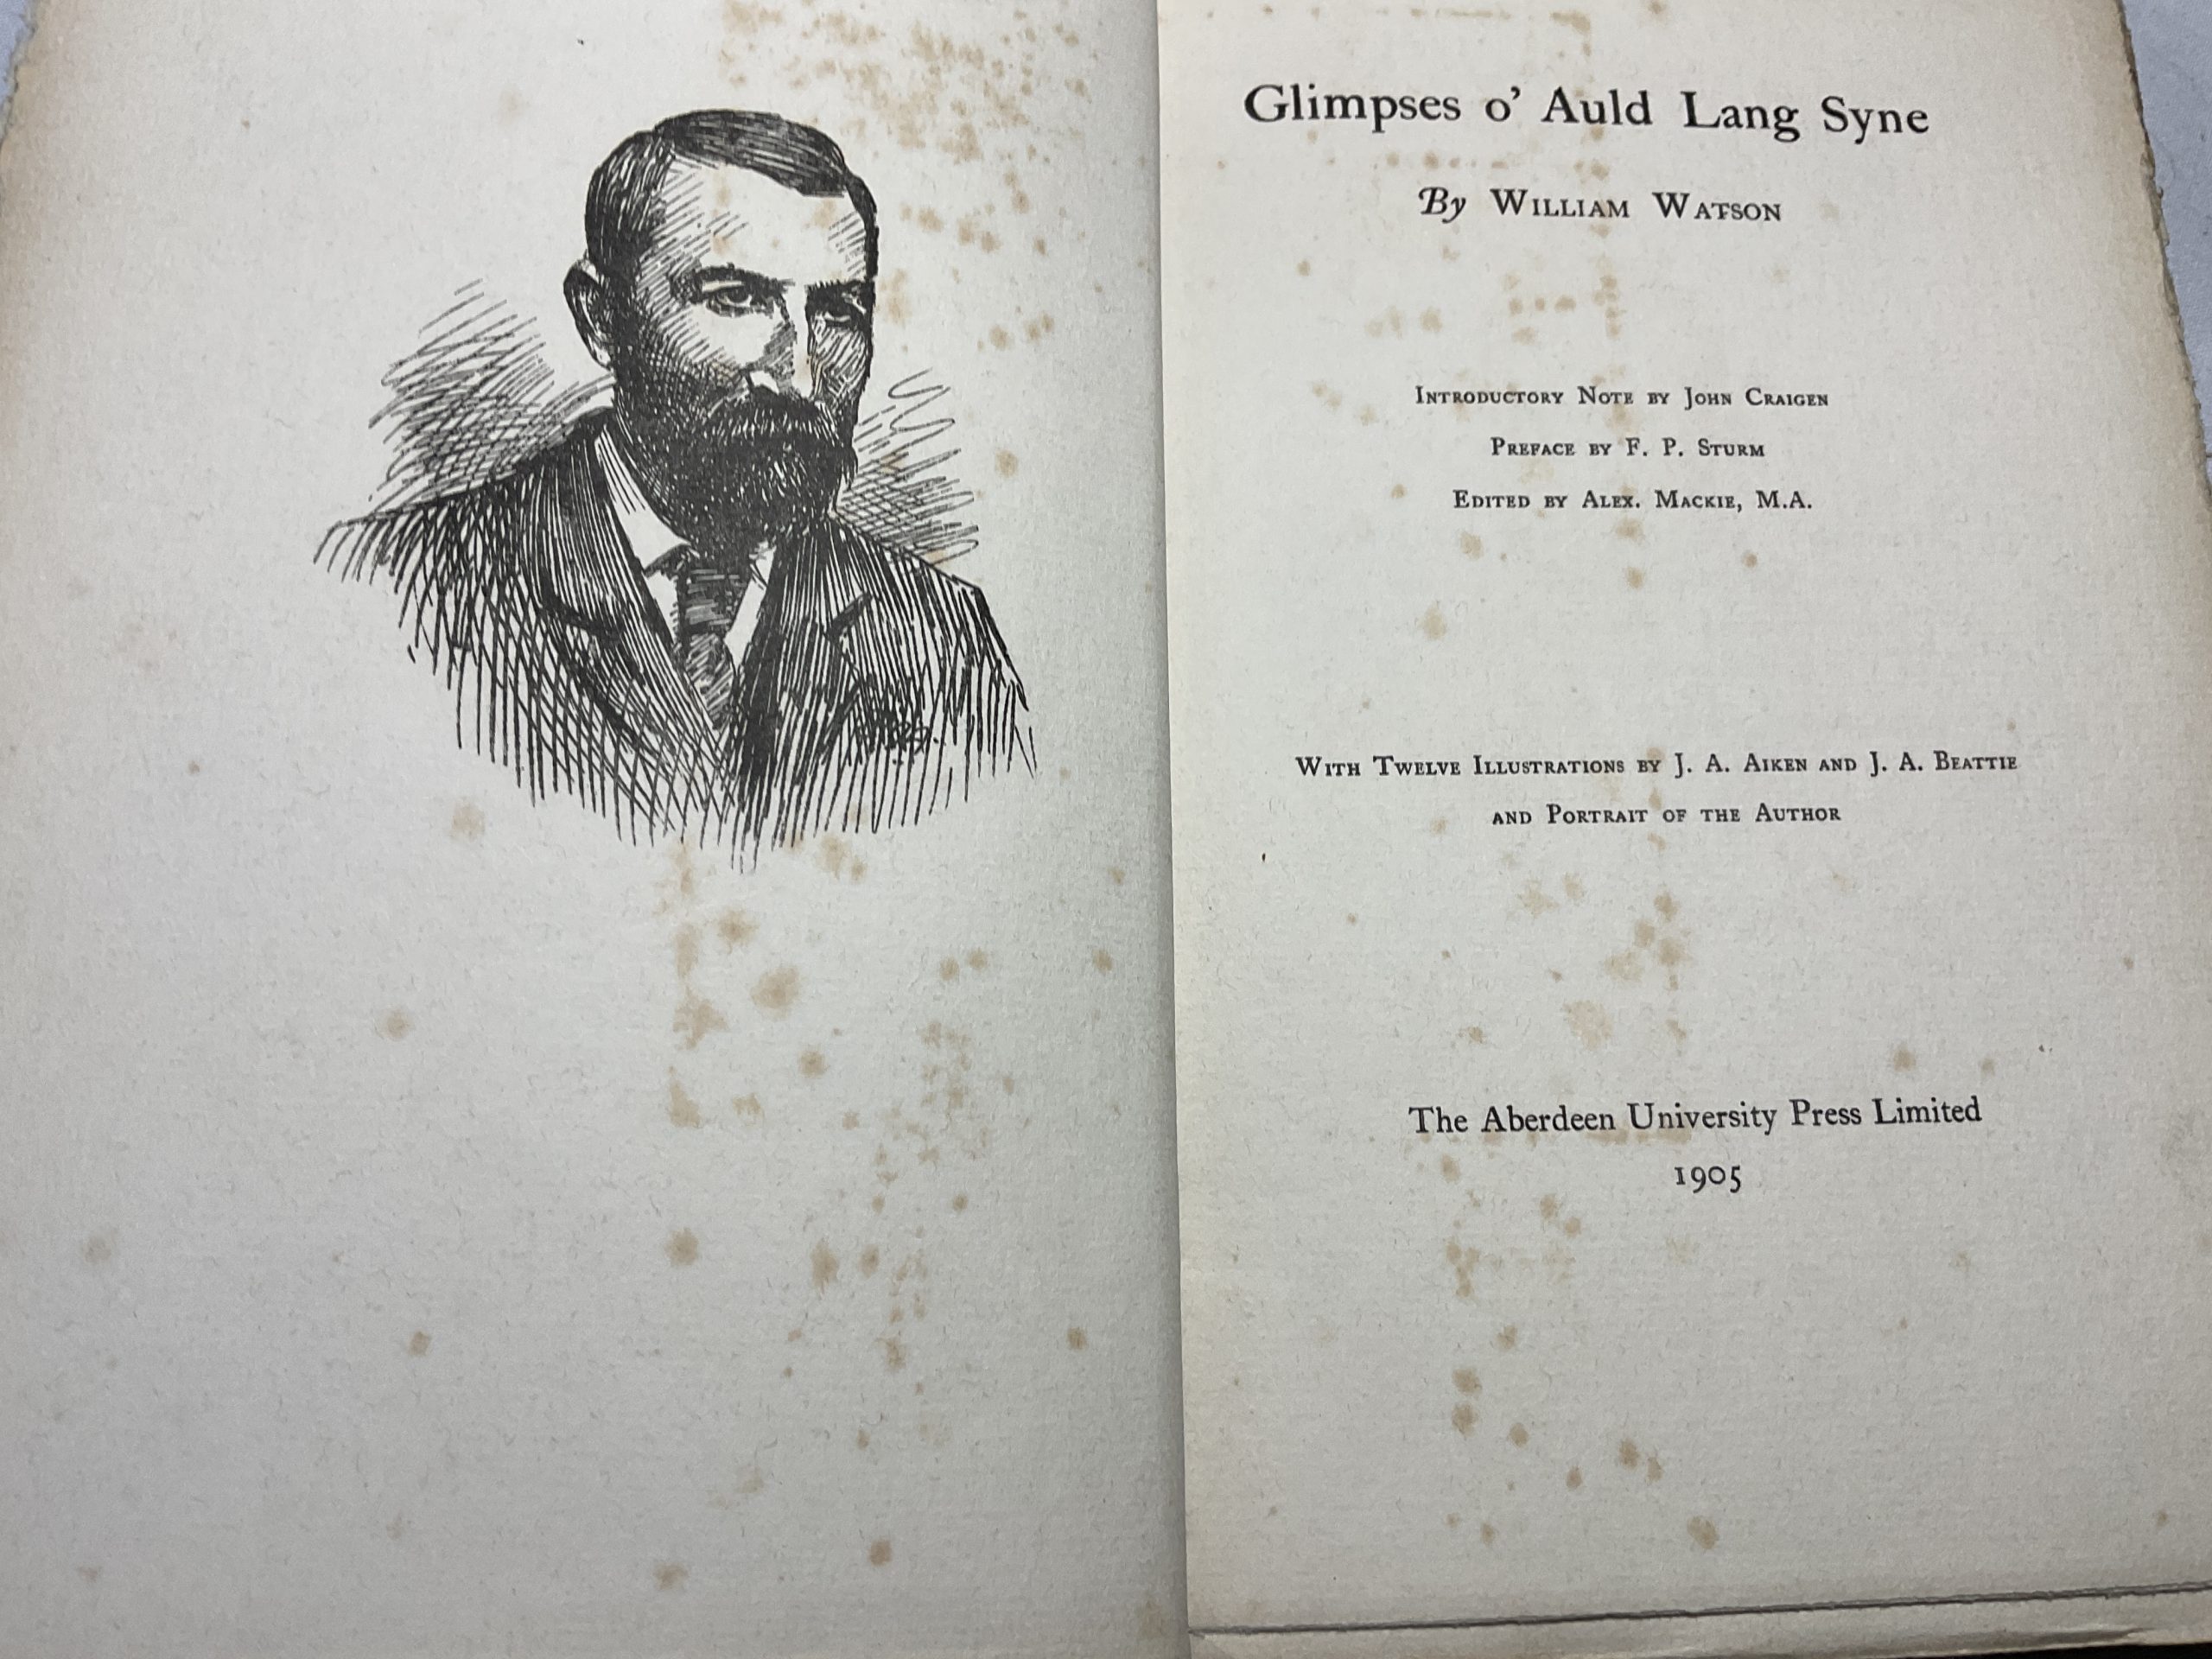 Glimpses o' Auld Lang Syne
By William Watson
Introductory Note by John Craigen
Preface by F. P. Sturm
Edited by Alex. Mackie, M.A.
With Twelve Illustrations by J. A. Aiken and J. A. Beattie
and Portrait of the Author
The Aberdeen University Press Limited
1905